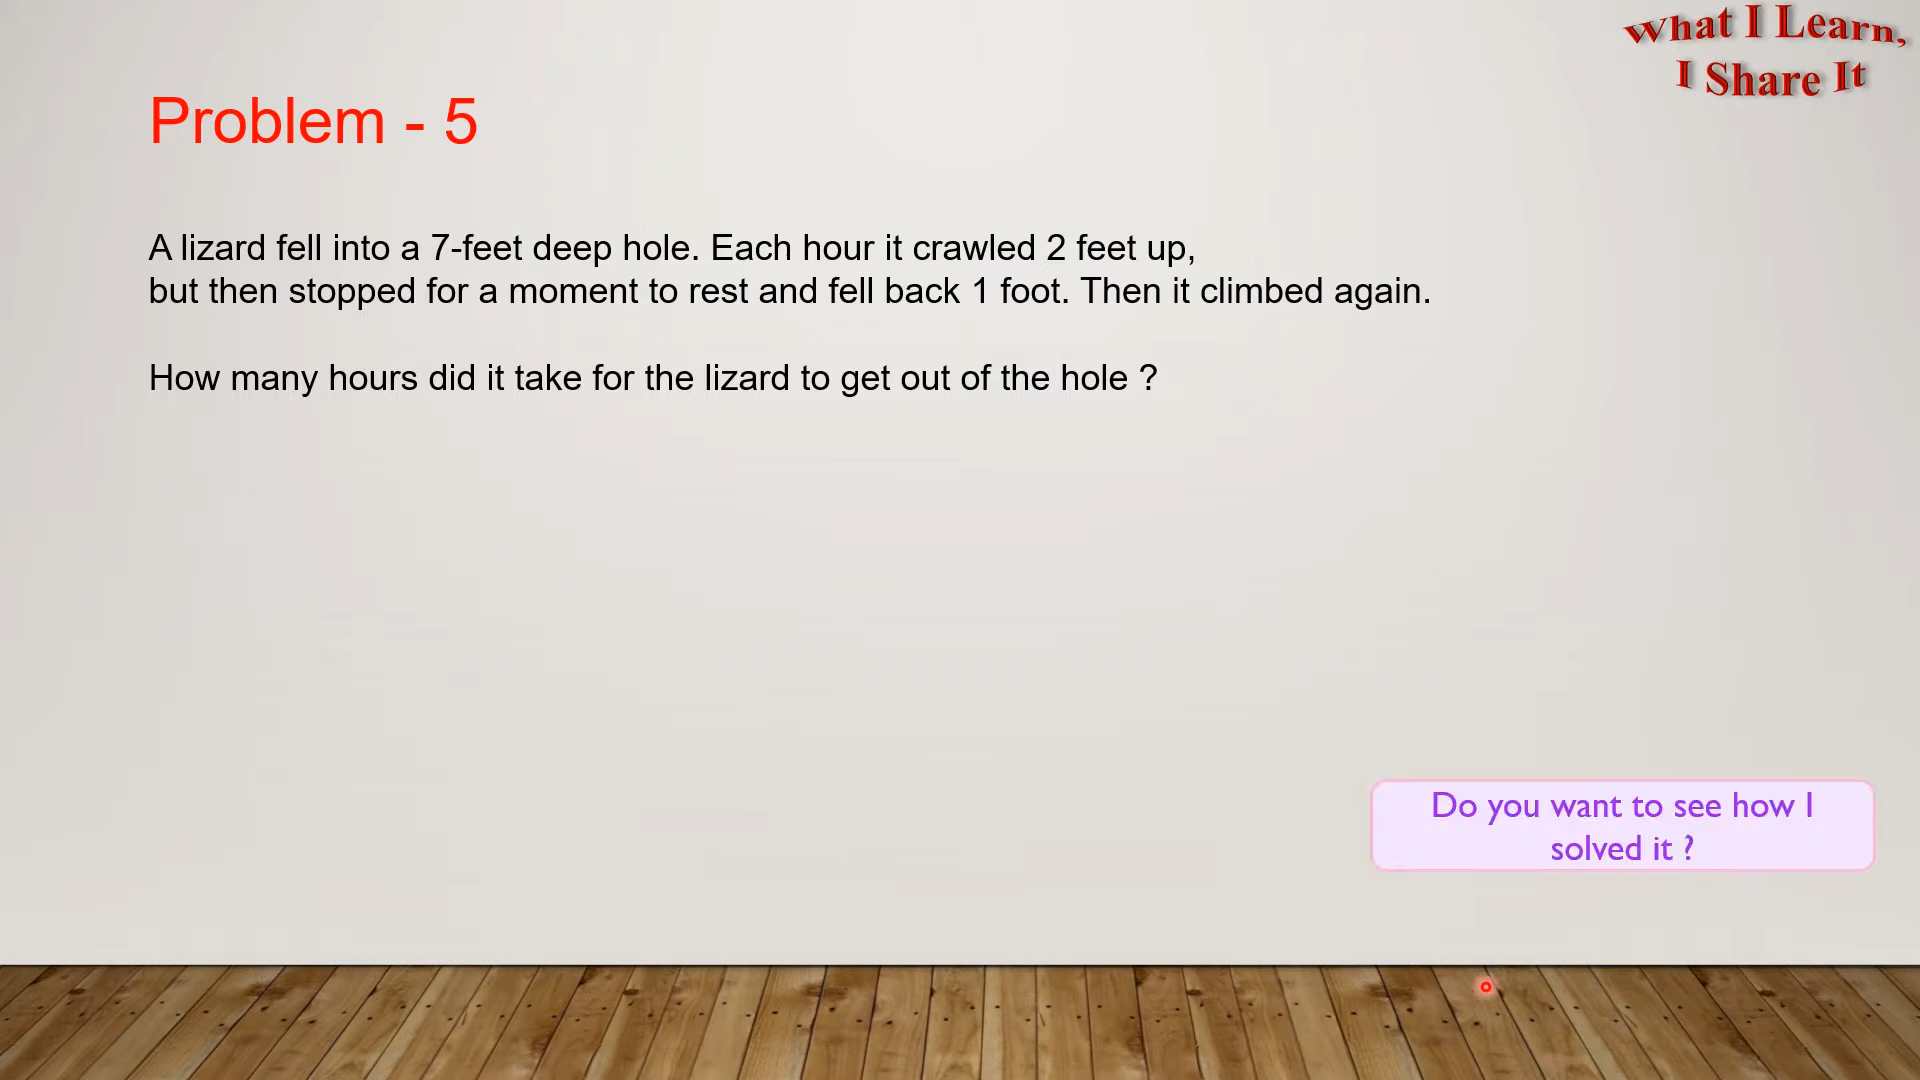 What I Learn,
I Share It
Problem - 5
A lizard fell into a 7-feet deep hole. Each hour it crawled 2 feet up,
but then stopped for a moment to rest and fell back 1 foot. Then it climbed again.
How many hours did it take for the lizard to get out of the hole ?
Do you want to see how I
solved it ?